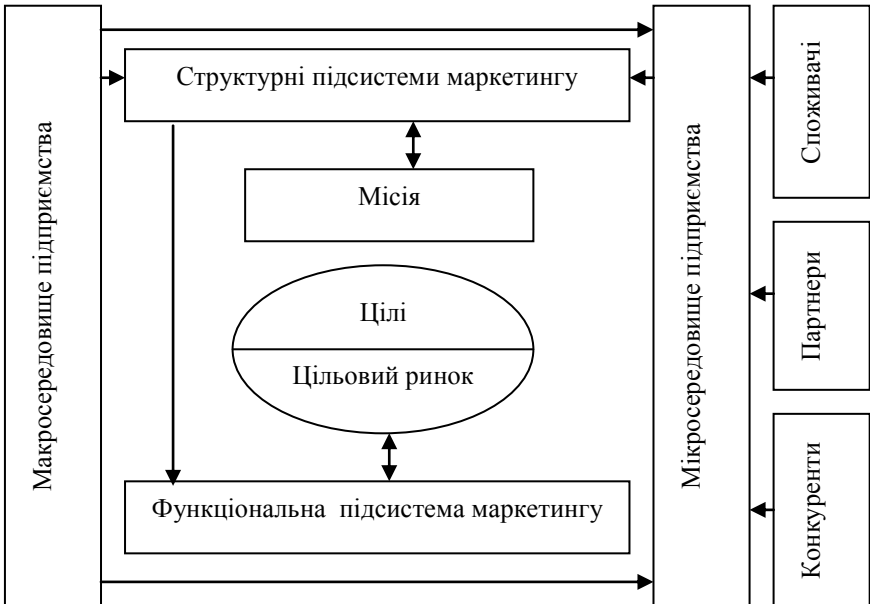 Макросередовище підприємства
Структурні підсистеми маркетингу
Місія
Цілі
Цільовий ринок
Функціональна підсистема маркетингу
Мікросередовище підприємства
Споживачі
Партнери
Конкуренти